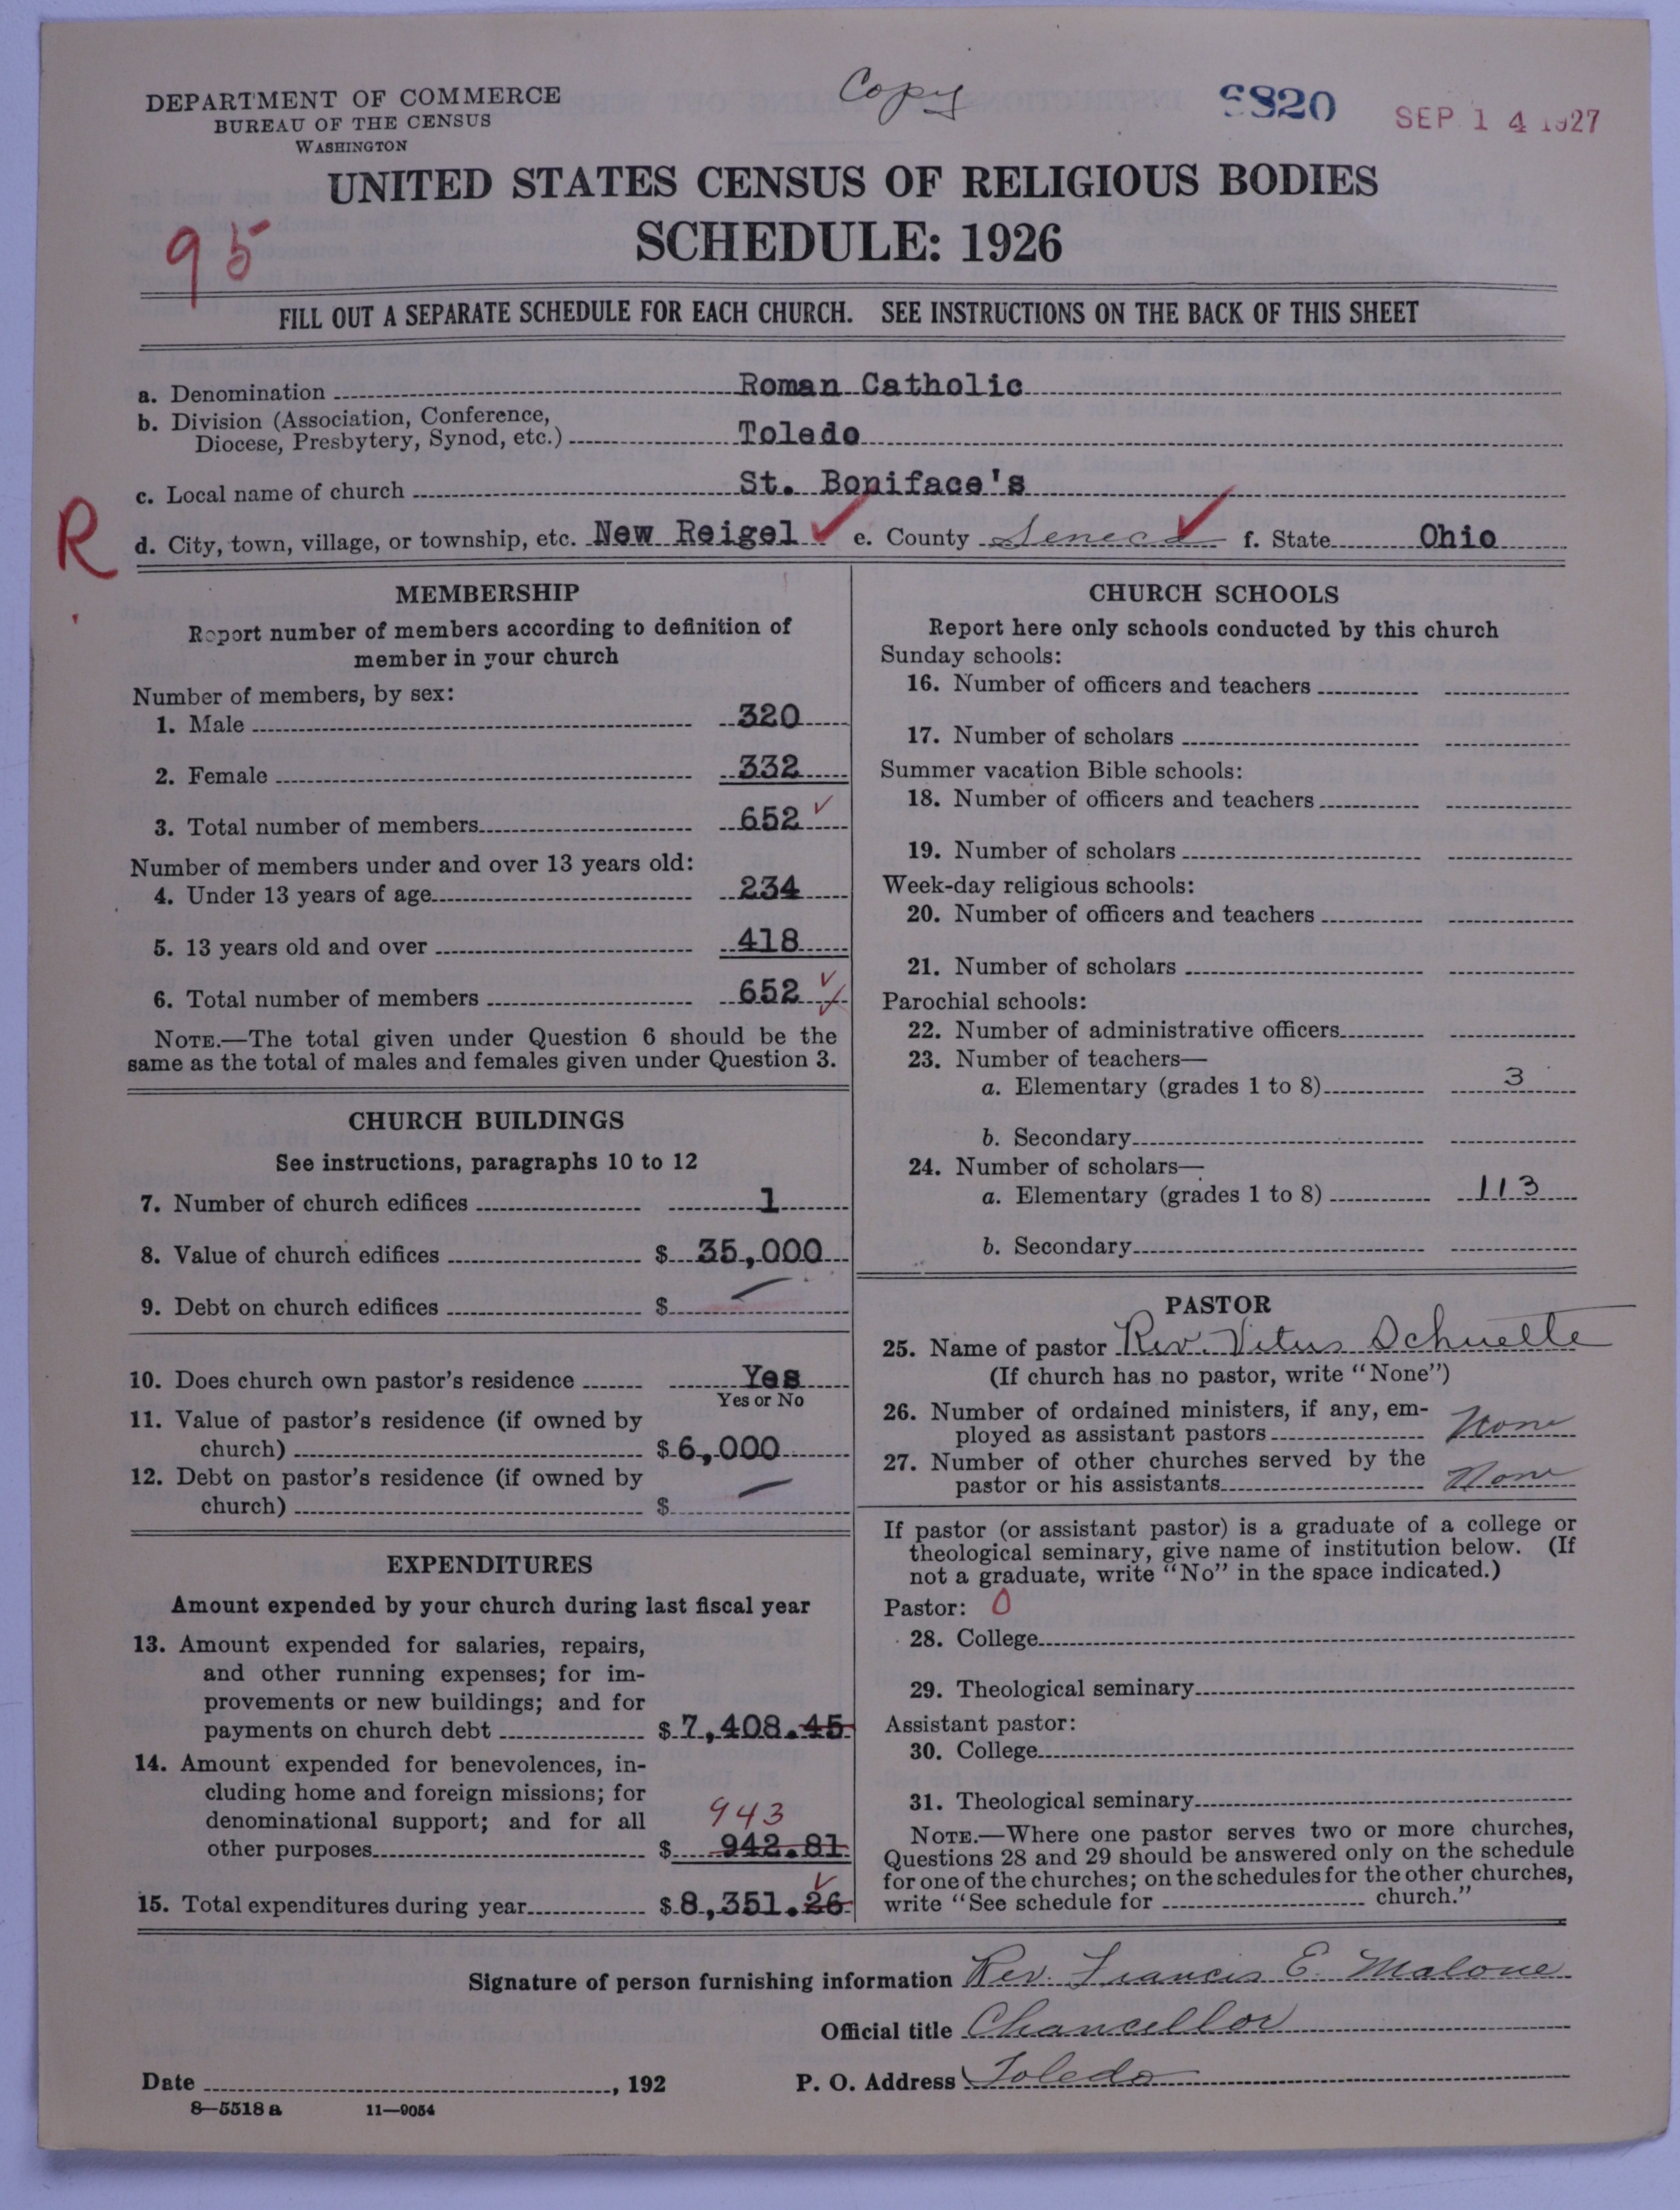 Copy
DEPARTMENT OF COMMERCE
BUREAU OF THE CENSUS
WASHINGTON
SEP 14 1927
UNITED STATES CENSUS OF RELIGIOUS BODIES
SCHEDULE: 1926
95
FILL OUT A SEPARATE SCHEDULE FOR EACH CHURCH. SEE INSTRUCTIONS ON THE BACK OF THIS SHEET
a. Denomination Roman Catholic
b. Division (Association, Conference,
Diocese, Presbytery, Synod, etc.) Toledo
c. Local name of church St. Boniface's
R
d. City, town, village, or township, etc. New Reigel ✓ e. County Seneca ✓ f. State Ohio
MEMBERSHIP
Report number of members according to definition of
member in your church
Number of members, by sex:
1. Male 320
2. Female 332
3. Total number of members 652 ✓
Number of members under and over 13 years old:
4. Under 13 years of age 234
5. 13 years old and over 418
6. Total number of members 652 ✓
NOTE.—The total given under Question 6 should be the
same as the total of males and females given under Question 3.
CHURCH BUILDINGS
See instructions, paragraphs 10 to 12
7. Number of church edifices 1
8. Value of church edifices $ 35,000
9. Debt on church edifices $ —
10. Does church own pastor's residence Yes
Yes or No
11. Value of pastor's residence (if owned by
church) $ 6,000
12. Debt on pastor's residence (if owned by
church) $ —
EXPENDITURES
Amount expended by your church during last fiscal year
13. Amount expended for salaries, repairs,
and other running expenses; for im-
provements or new buildings; and for
payments on church debt $ 7,408.45
14. Amount expended for benevolences, in-
cluding home and foreign missions; for
denominational support; and for all 943
other purposes $ 942.81
15. Total expenditures during year $ 8,351.26 ✓
CHURCH SCHOOLS
Report here only schools conducted by this church
Sunday schools:
16. Number of officers and teachers
17. Number of scholars
Summer vacation Bible schools:
18. Number of officers and teachers
19. Number of scholars
Week-day religious schools:
20. Number of officers and teachers
21. Number of scholars
Parochial schools:
22. Number of administrative officers
23. Number of teachers—
a. Elementary (grades 1 to 8) 3
b. Secondary
24. Number of scholars—
a. Elementary (grades 1 to 8) 113
b. Secondary
PASTOR
25. Name of pastor Rev. Vitus Schuette
(If church has no pastor, write "None")
26. Number of ordained ministers, if any, em-
ployed as assistant pastors None
27. Number of other churches served by the
pastor or his assistants None
If pastor (or assistant pastor) is a graduate of a college or
theological seminary, give name of institution below. (If
not a graduate, write "No" in the space indicated.)
Pastor: 0
28. College
29. Theological seminary
Assistant pastor:
30. College
31. Theological seminary
NOTE.—Where one pastor serves two or more churches,
Questions 28 and 29 should be answered only on the schedule
for one of the churches; on the schedules for the other churches,
write "See schedule for church."
Signature of person furnishing information Rev. Francis E. Malone
Official title Chancellor
Date , 192 P. O. Address Toledo
8—5518 a 11—9054